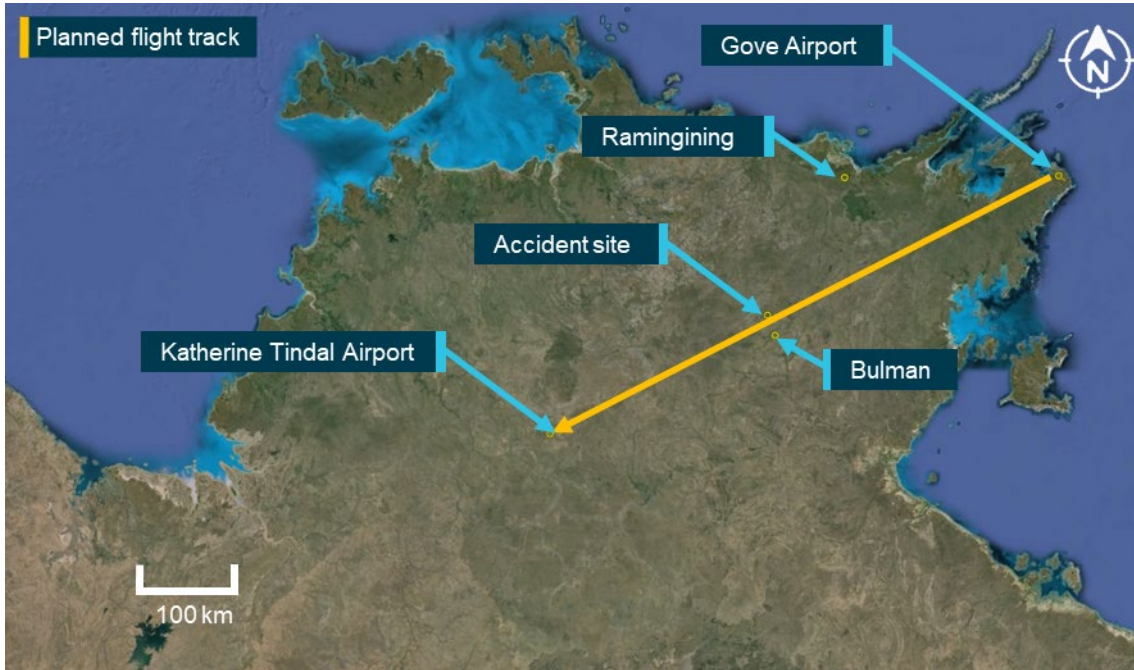 Planned flight track
Gove Airport
N
Ramingining
Accident site
Katherine Tindal Airport
Bulman
100 km